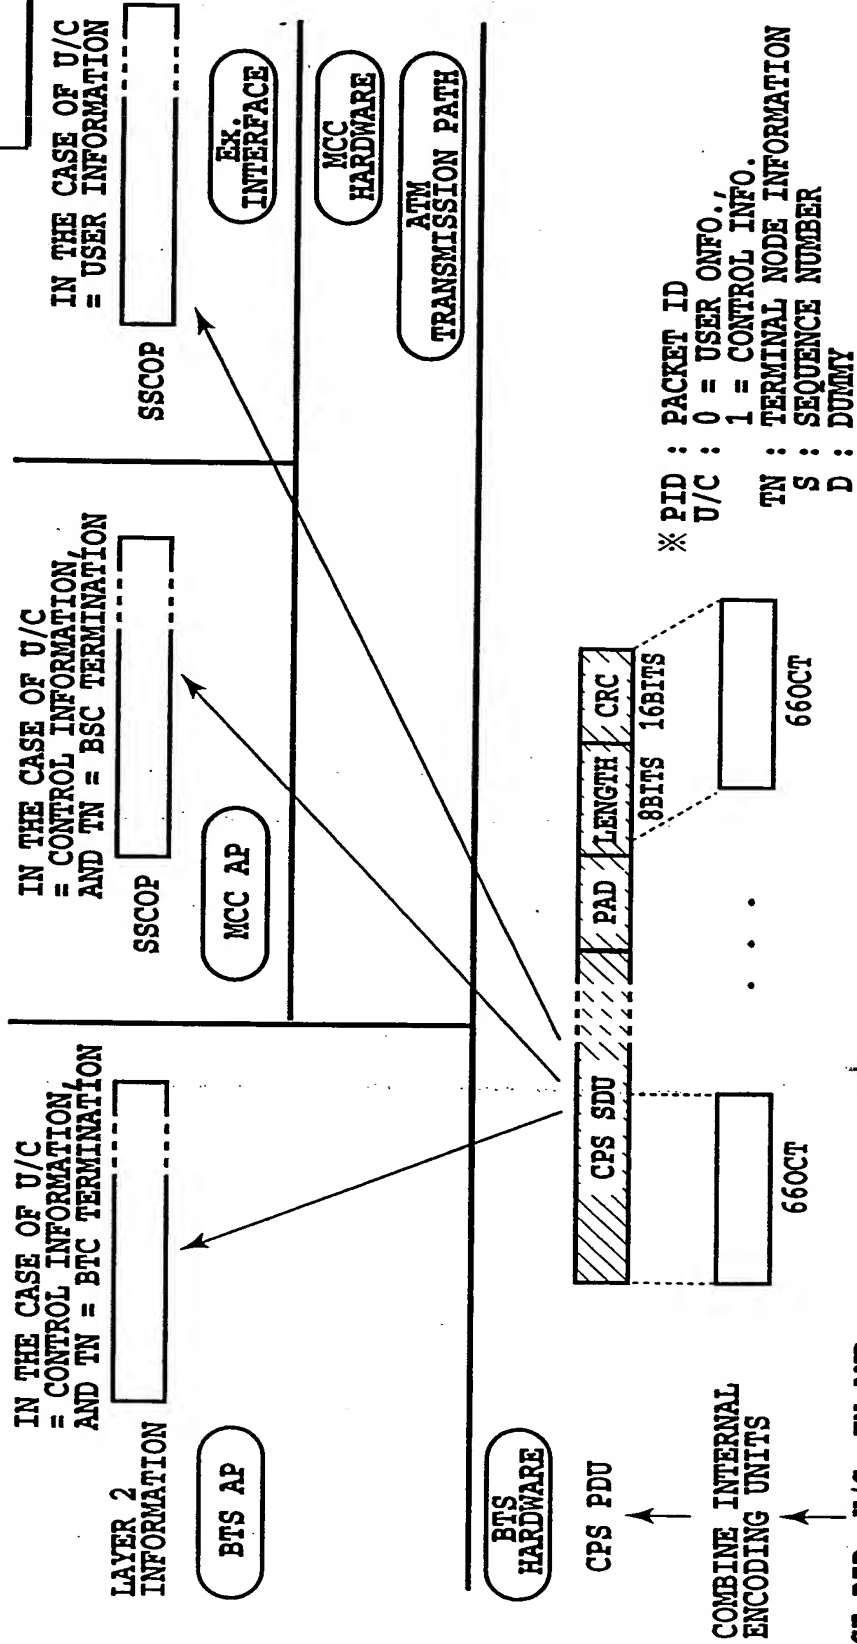 IN THE CASE OF U/C
= CONTROL INFORMATION,
AND TN = BTC TERMINATION
LAYER 2
INFORMATION
BTS AP
IN THE CASE OF U/C
= CONTROL INFORMATION,
AND TN = BSC TERMINATION
SSCOP
MCC AP
IN THE CASE OF U/C
= USER INFORMATION
SSCOP
EX.
INTERFACE
MCC
HARDWARE
ATM
TRANSMISSION PATH
BTS
HARDWARE
CPS PDU
CPS SDU
PAD
LENGTH
CRC
8BITS
16BITS
COMBINE INTERNAL
ENCODING UNITS
66OCT
. . .
66OCT
※ PID : PACKET ID
U/C : 0 = USER ONFO.,
1 = CONTROL INFO.
TN : TERMINAL NODE INFORMATION
S : SEQUENCE NUMBER
D : DUMMY